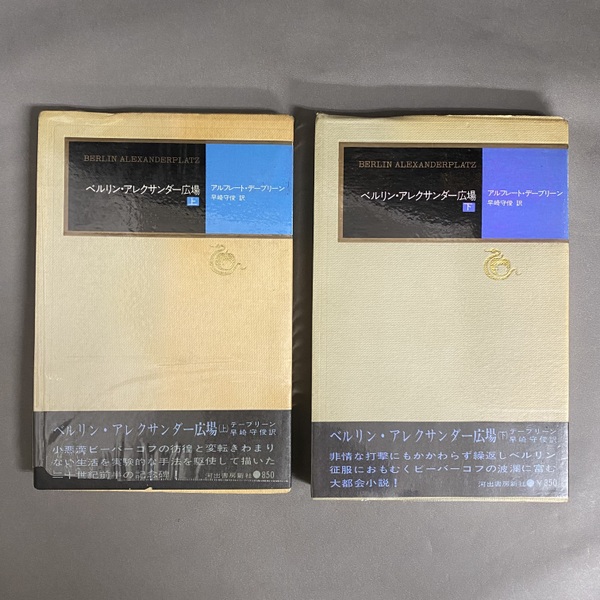 BERLIN ALEXANDERPLATZ
ベルリン・アレクサンダー広場
上
アルフレート・デーブリーン
早崎守俊 訳
ベルリン・アレクサンダー広場 上 デーブリーン
早崎守俊訳
小悪漢ビーバーコフの彷徨と変転きわまり
ない生活を実験的な手法を駆使して描いた
二十世紀前半の記念碑
河出書房新社●850
BERLIN ALEXANDERPLATZ
ベルリン・アレクサンダー広場
下
アルフレート・デーブリーン
早崎守俊 訳
ベルリン・アレクサンダー広場 下 デーブリーン
早崎守俊訳
非情な打撃にもかかわらず繰返しベルリン
征服におもむくビーバーコフの波瀾に富む
大都会小説!
河出書房新社●¥850